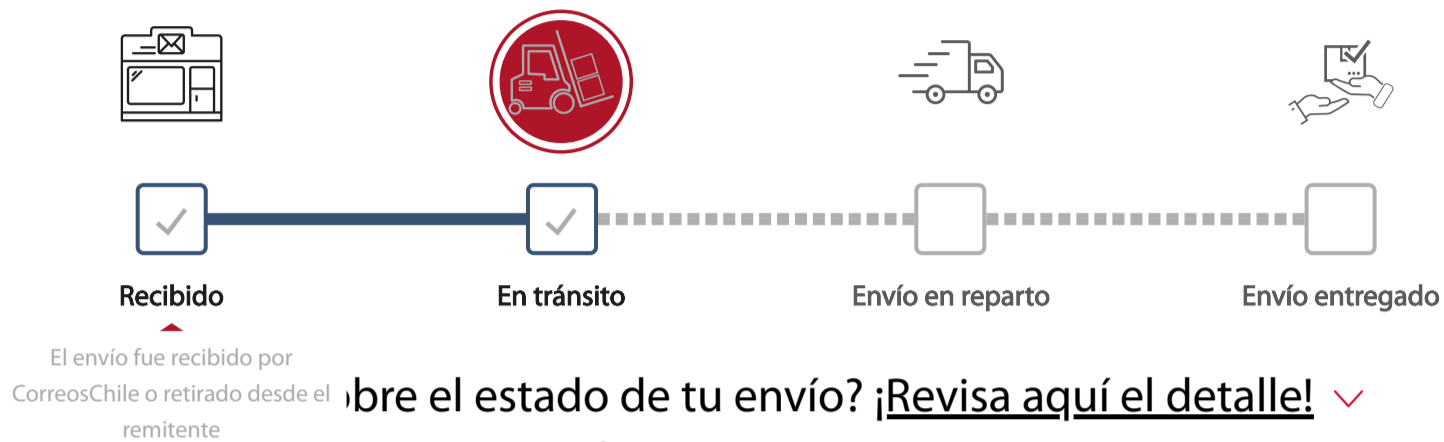 Recibido
En tránsito
Envío en reparto
Envío entregado
El envío fue recibido por
CorreosChile o retirado desde el
remitente
bre el estado de tu envío? ¡Revisa aquí el detalle!